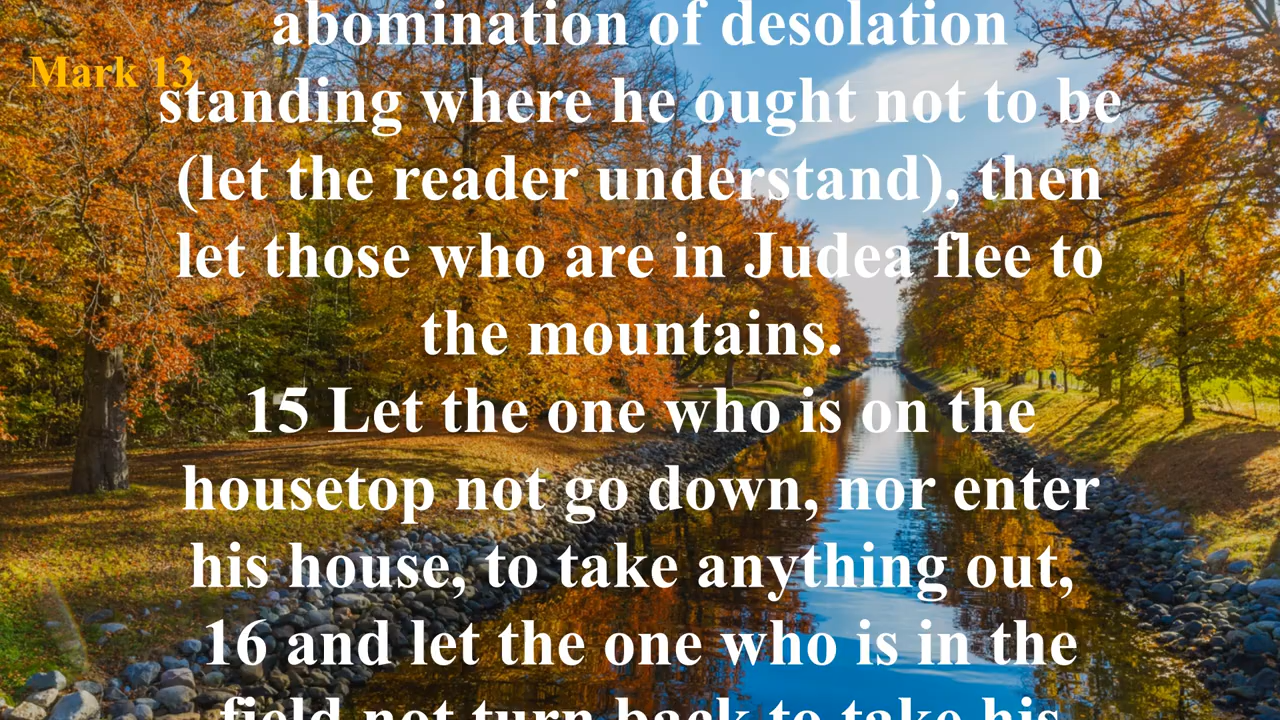 abomination of desolation
Mark 13
standing where he ought not to be
(let the reader understand), then
let those who are in Judea flee to
the mountains.
15 Let the one who is on the
housetop not go down, nor enter
his house, to take anything out,
16 and let the one who is in the
field not turn back to take his